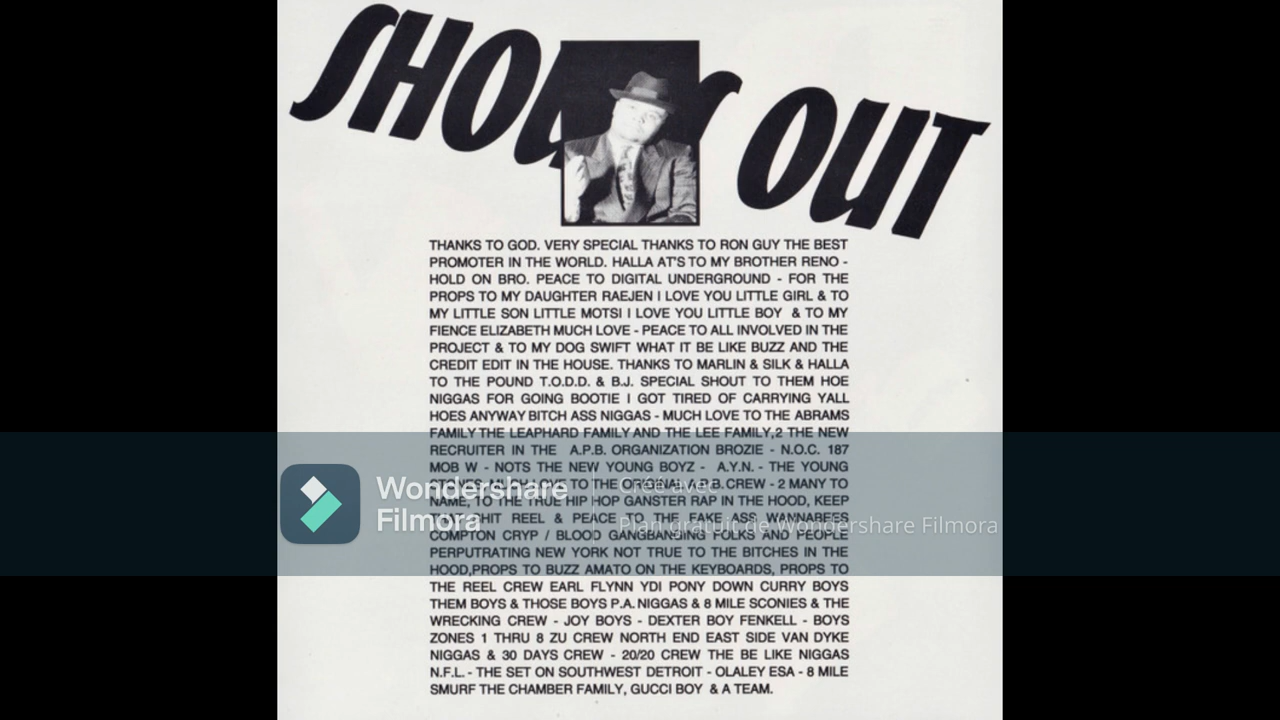 SHOUTS OUT
THANKS TO GOD. VERY SPECIAL THANKS TO RON GUY THE BEST
PROMOTER IN THE WORLD. HALLA AT'S TO MY BROTHER RENO -
HOLD ON BRO. PEACE TO DIGITAL UNDERGROUND - FOR THE
PROPS TO MY DAUGHTER RAEJEN I LOVE YOU LITTLE GIRL & TO
MY LITTLE SON LITTLE MOTSI I LOVE YOU LITTLE BOY & TO MY
FIENCE ELIZABETH MUCH LOVE - PEACE TO ALL INVOLVED IN THE
PROJECT & TO MY DOG SWIFT WHAT IT BE LIKE BUZZ AND THE
CREDIT EDIT IN THE HOUSE. THANKS TO MARLIN & SILK & HALLA
TO THE POUND T.O.D.D. & B.J. SPECIAL SHOUT TO THEM HOE
NIGGAS FOR GOING BOOTIE I GOT TIRED OF CARRYING YALL
HOES ANYWAY BITCH ASS NIGGAS - MUCH LOVE TO THE ABRAMS
FAMILY THE LEAPHARD FAMILY AND THE LEE FAMILY,2 THE NEW
RECRUITER IN THE A.P.B. ORGANIZATION BROZIE - N.O.C. 187
MOB W - NOTS THE NEW YOUNG BOYZ - A.Y.N. - THE YOUNG
MUCH LOVE TO THE ORIGINAL A.P.B. CREW - 2 MANY TO
NAME, TO THE TRUE HIP HOP GANSTER RAP IN THE HOOD, KEEP
SHIT REEL & PEACE TO THE FAKE ASS WANNABEES
COMPTON CRYP / BLOOD GANGBANGING FOLKS AND PEOPLE
PERPUTRATING NEW YORK NOT TRUE TO THE BITCHES IN THE
HOOD,PROPS TO BUZZ AMATO ON THE KEYBOARDS, PROPS TO
THE REEL CREW EARL FLYNN YDI PONY DOWN CURRY BOYS
THEM BOYS & THOSE BOYS P.A. NIGGAS & 8 MILE SCONIES & THE
WRECKING CREW - JOY BOYS - DEXTER BOY FENKELL - BOYS
ZONES 1 THRU 8 ZU CREW NORTH END EAST SIDE VAN DYKE
NIGGAS & 30 DAYS CREW - 20/20 CREW THE BE LIKE NIGGAS
N.F.L. - THE SET ON SOUTHWEST DETROIT - OLALEY ESA - 8 MILE
SMURF THE CHAMBER FAMILY, GUCCI BOY & A TEAM.
Wondershare
Filmora
Créé avec
Plan gratuit de Wondershare Filmora